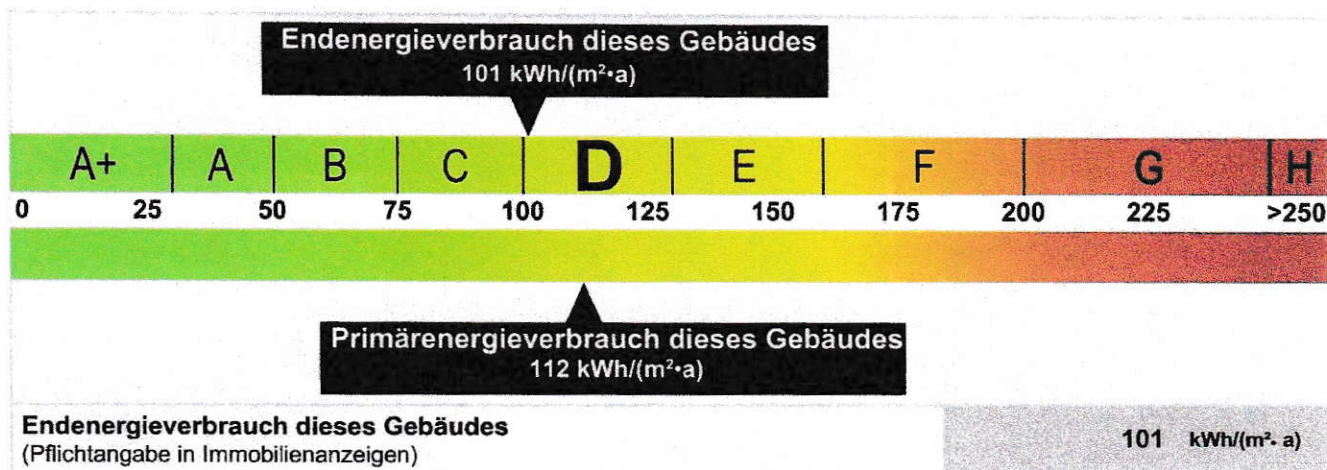 Endenergieverbrauch dieses Gebäudes
101 kWh/(m²•a)
A+ A B C D E F G H
0 25 50 75 100 125 150 175 200 225 >250
Primärenergieverbrauch dieses Gebäudes
112 kWh/(m²•a)
Endenergieverbrauch dieses Gebäudes
(Pflichtangabe in Immobilienanzeigen)
101 kWh/(m²· a)